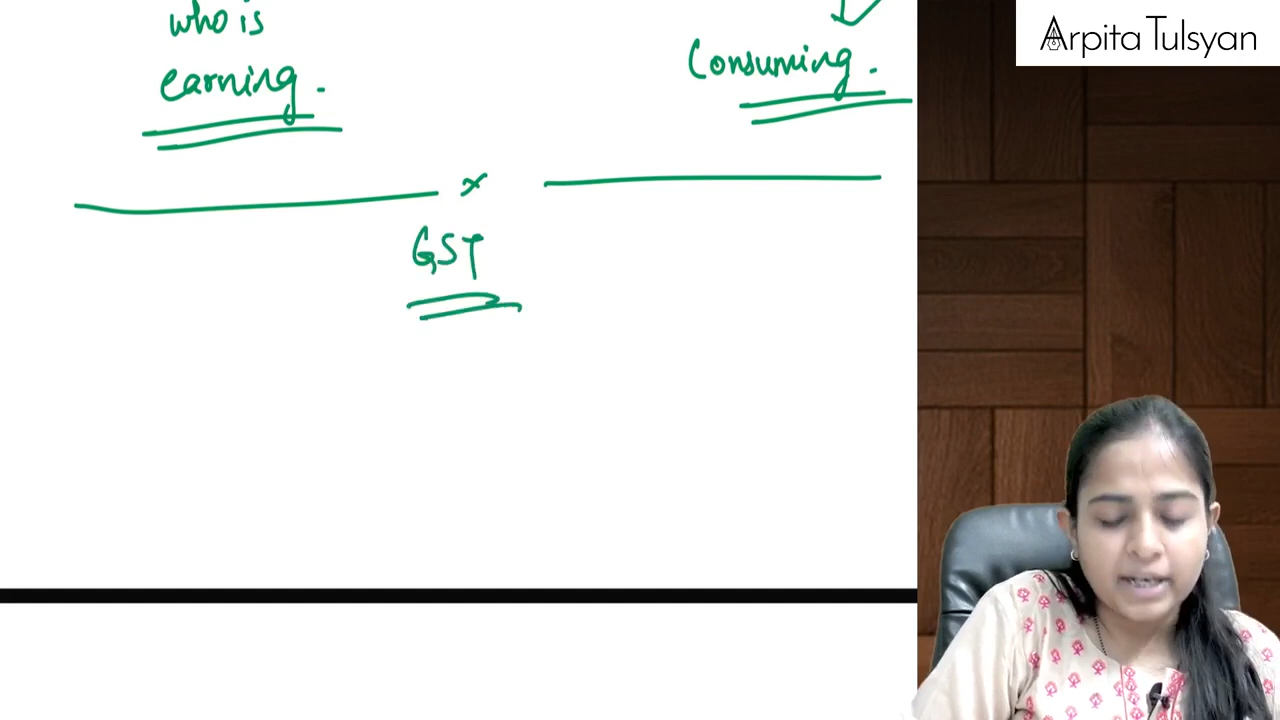 Arpita Tulsyan
who is
earning.
Consuming.
x
GST